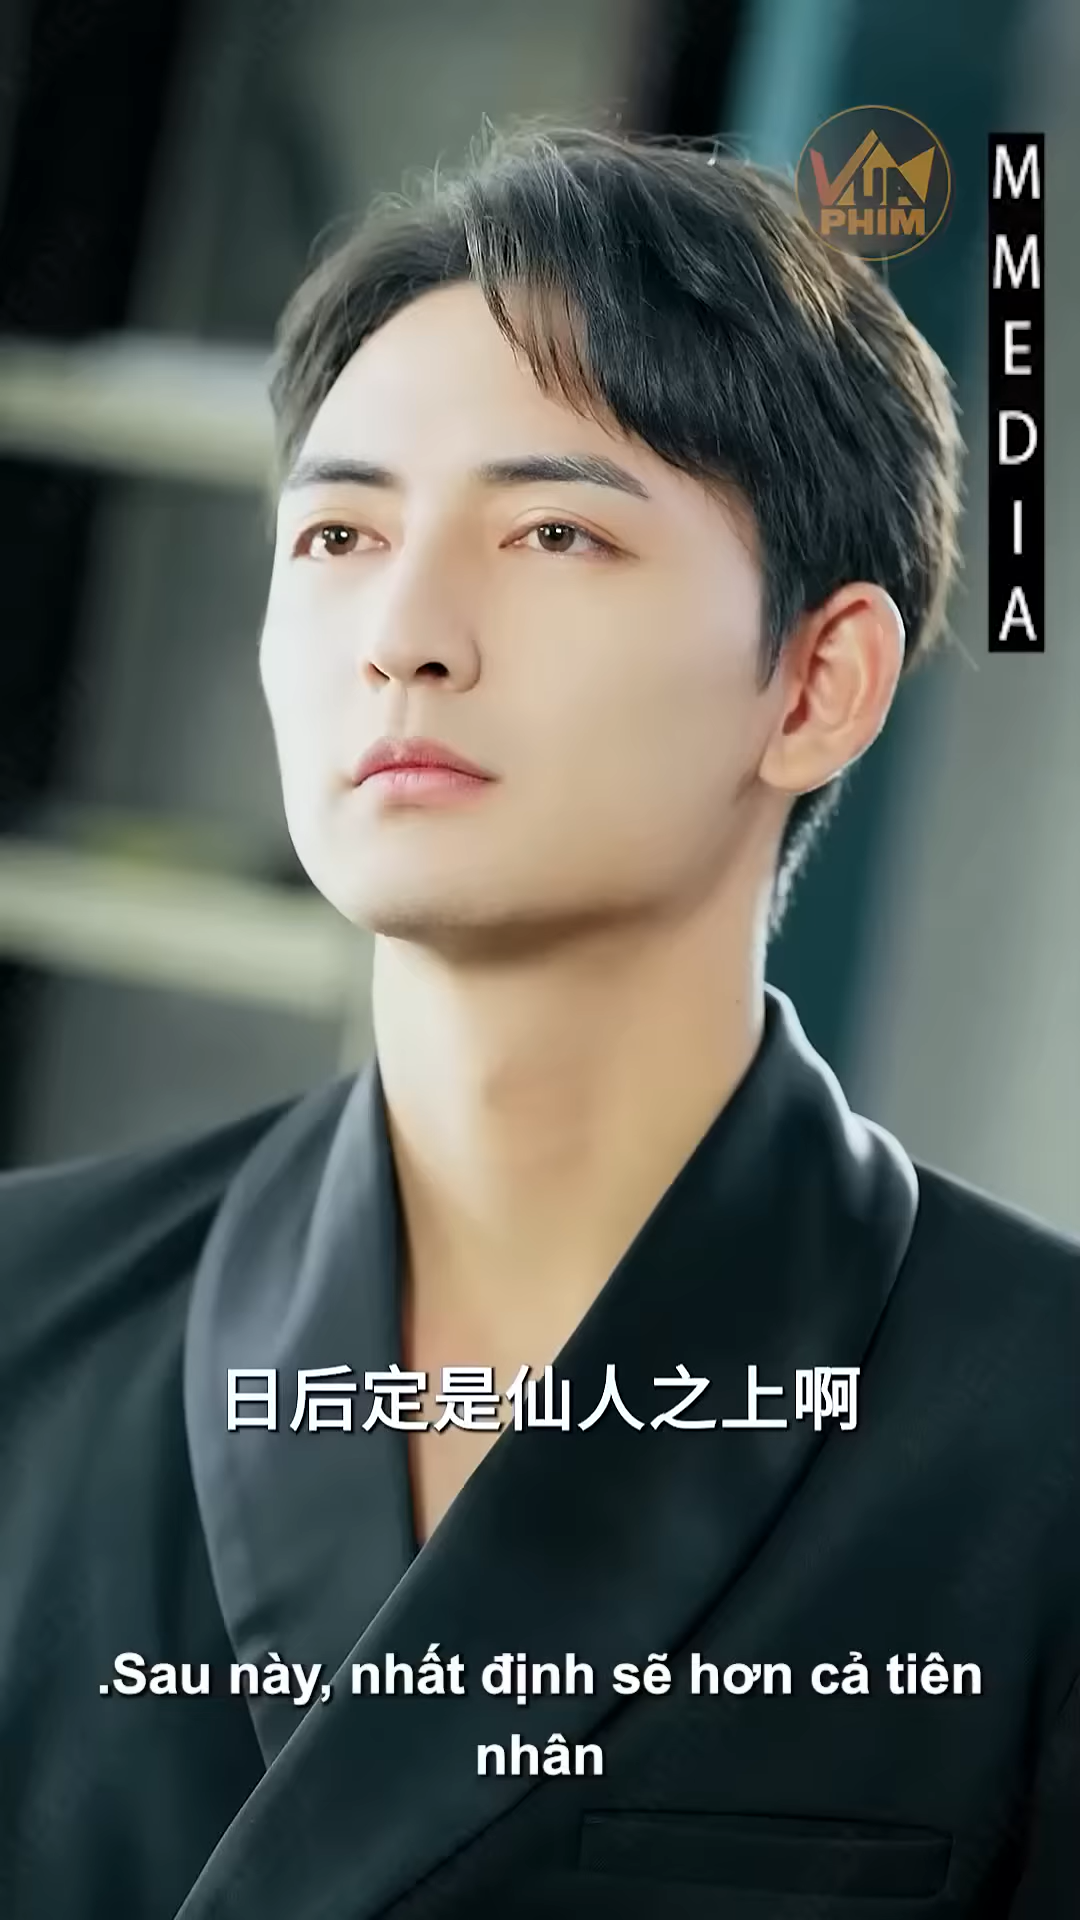 VUA
PHIM
MMEDIA
日后定是仙人之上啊
.Sau này, nhất định sẽ hơn cả tiên
nhân